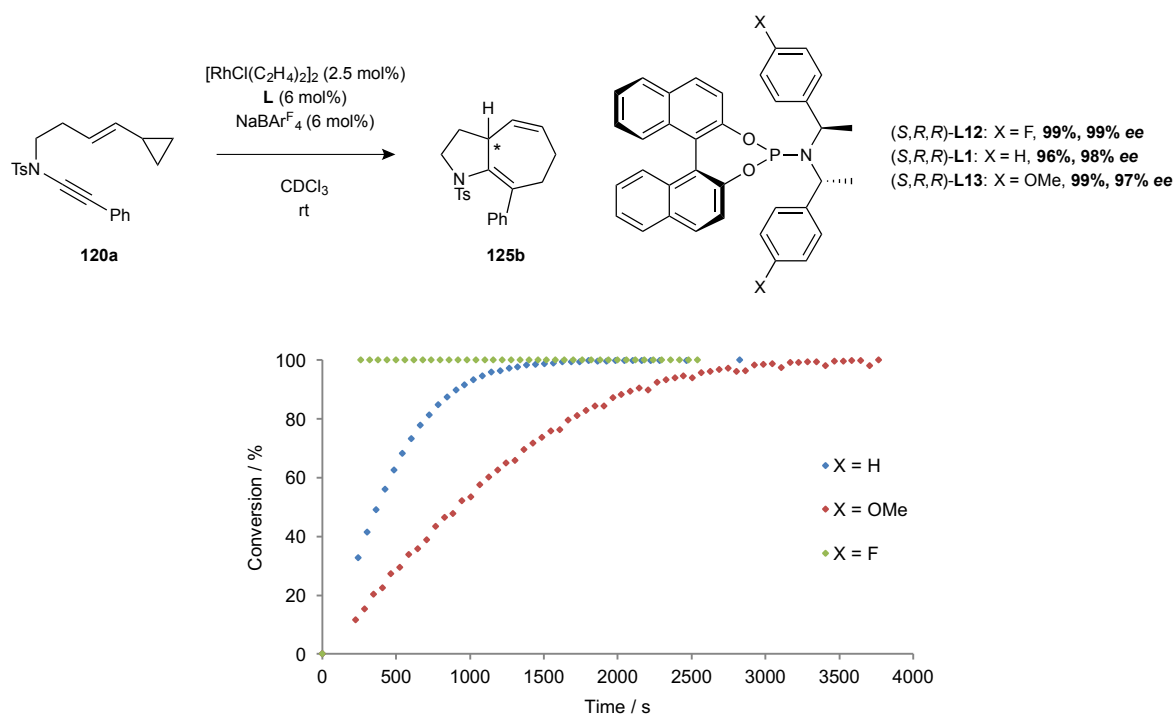 [RhCl(C2H4)2]2 (2.5 mol%)
L (6 mol%)
NaBArF4 (6 mol%)
CDCl3
rt
TsN
Ph
120a
H
*
N
Ts
Ph
125b
X
O
P
N
O
X
(S,R,R)-L12: X = F, 99%, 99% ee
(S,R,R)-L1: X = H, 96%, 98% ee
(S,R,R)-L13: X = OMe, 99%, 97% ee
Conversion / %
100
80
60
40
20
0
0 500 1000 1500 2000 2500 3000 3500 4000
Time / s
X = H
X = OMe
X = F